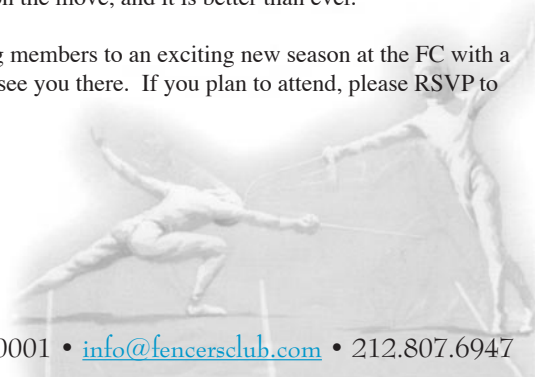 on the move, and it is better than ever.
g members to an exciting new season at the FC with a
see you there.  If you plan to attend, please RSVP to
0001 • info@fencersclub.com • 212.807.6947